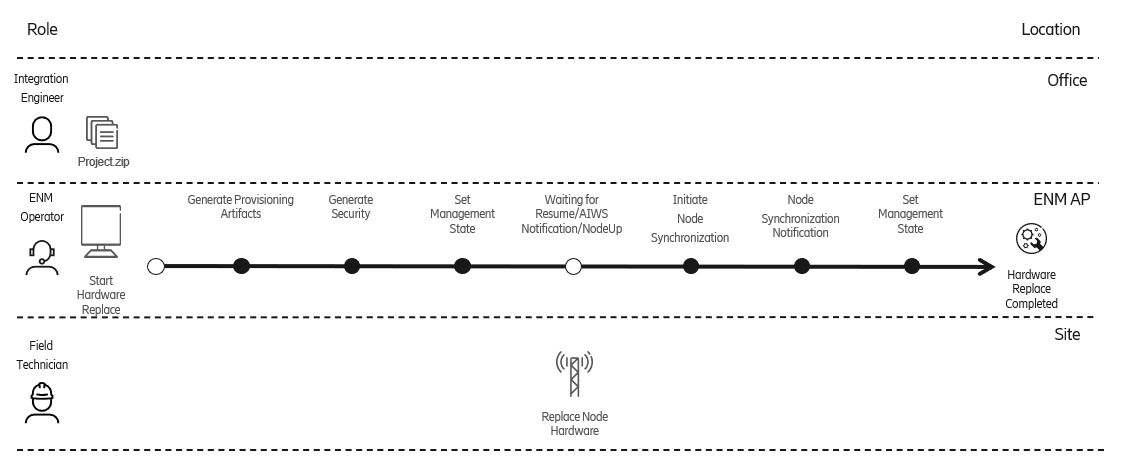 Role
Location
Integration
Engineer
Office
Project.zip
ENM
Operator
ENM AP
Start
Hardware
Replace
Generate Provisioning
Artifacts
Generate
Security
Set
Management
State
Waiting for
Resume/AIWS
Notification/NodeUp
Initiate
Node
Synchronization
Node
Synchronization
Notification
Set
Management
State
Hardware
Replace
Completed
Field
Technician
Site
Replace Node
Hardware